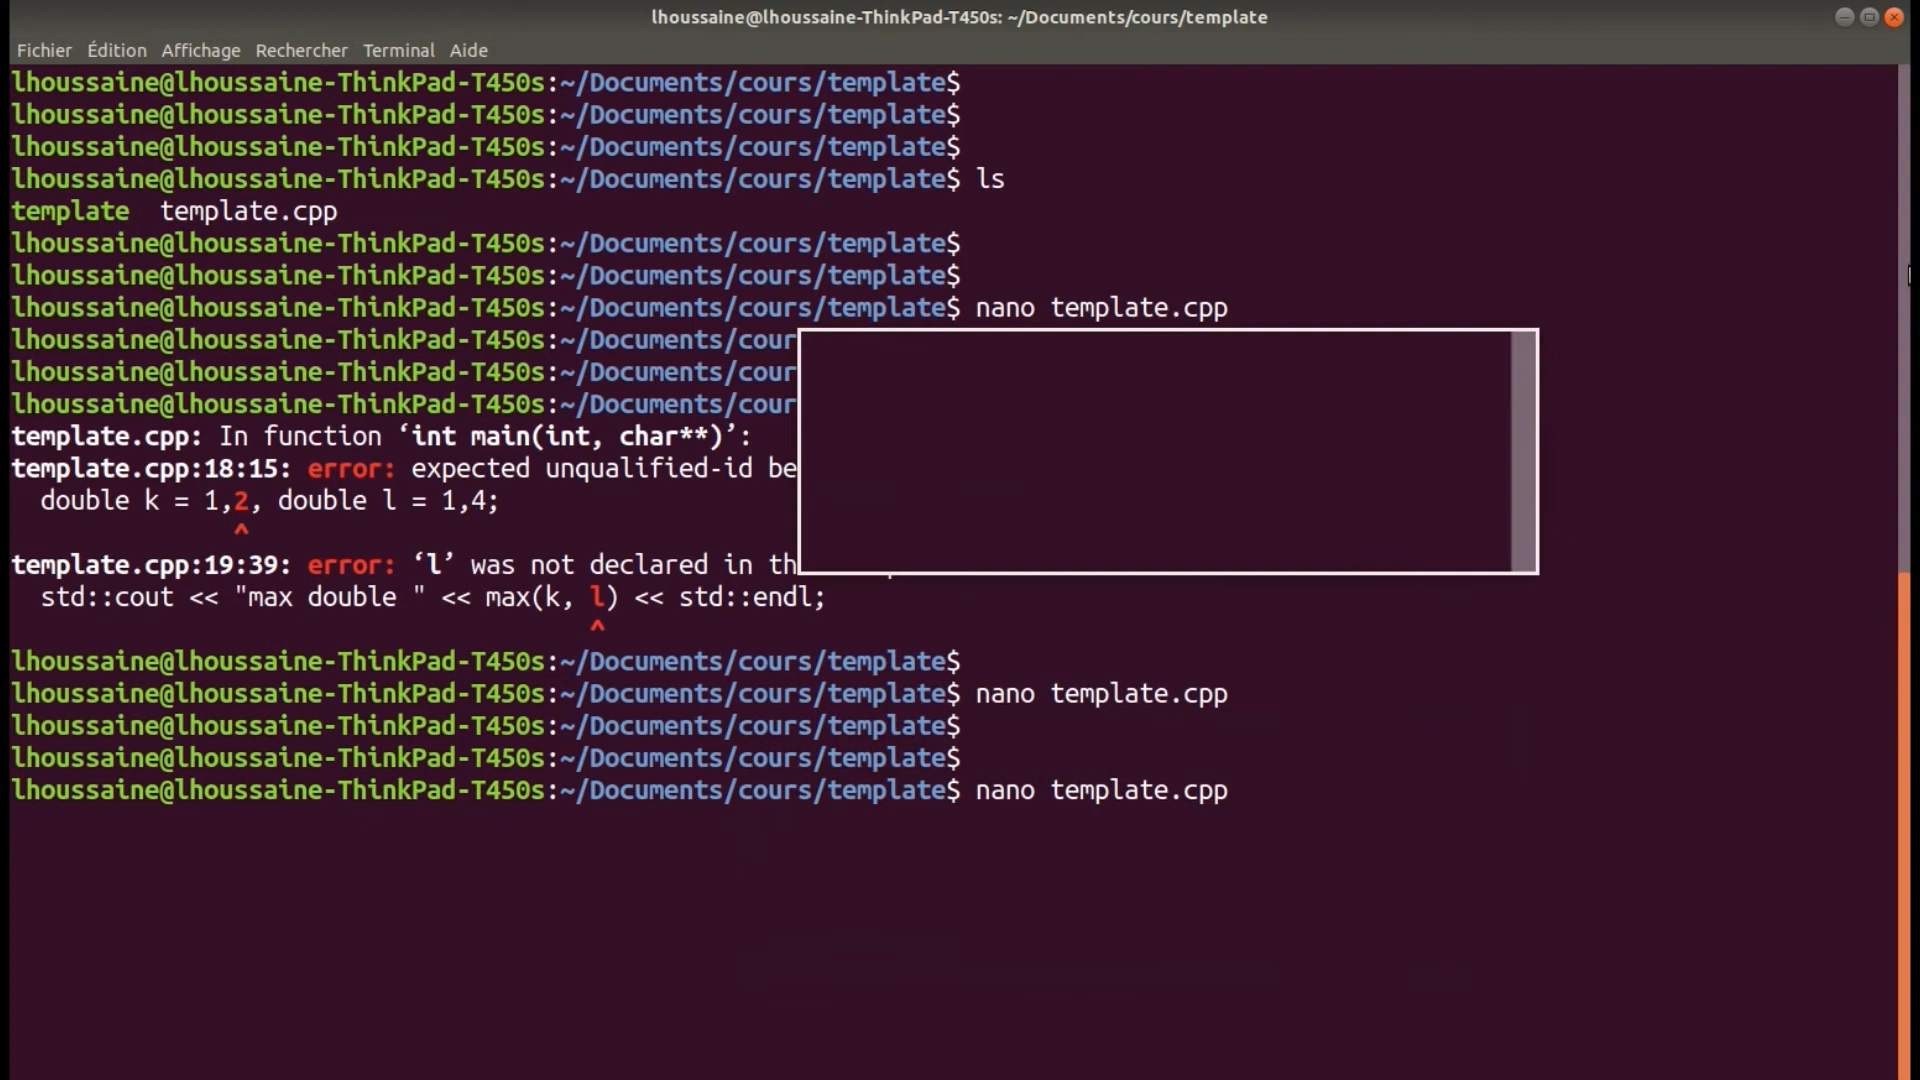 lhoussaine@lhoussaine-ThinkPad-T450s: ~/Documents/cours/template
Fichier Édition Affichage Rechercher Terminal Aide
lhoussaine@lhoussaine-ThinkPad-T450s:~/Documents/cours/template$
lhoussaine@lhoussaine-ThinkPad-T450s:~/Documents/cours/template$
lhoussaine@lhoussaine-ThinkPad-T450s:~/Documents/cours/template$
lhoussaine@lhoussaine-ThinkPad-T450s:~/Documents/cours/template$ ls
template  template.cpp
lhoussaine@lhoussaine-ThinkPad-T450s:~/Documents/cours/template$
lhoussaine@lhoussaine-ThinkPad-T450s:~/Documents/cours/template$
lhoussaine@lhoussaine-ThinkPad-T450s:~/Documents/cours/template$ nano template.cpp
lhoussaine@lhoussaine-ThinkPad-T450s:~/Documents/cour
lhoussaine@lhoussaine-ThinkPad-T450s:~/Documents/cour
lhoussaine@lhoussaine-ThinkPad-T450s:~/Documents/cour
template.cpp: In function ‘int main(int, char**)’:
template.cpp:18:15: error: expected unqualified-id be
  double k = 1,2, double l = 1,4;
^
template.cpp:19:39: error: ‘l’ was not declared in th
  std::cout << "max double " << max(k, l) << std::endl;
^
lhoussaine@lhoussaine-ThinkPad-T450s:~/Documents/cours/template$
lhoussaine@lhoussaine-ThinkPad-T450s:~/Documents/cours/template$ nano template.cpp
lhoussaine@lhoussaine-ThinkPad-T450s:~/Documents/cours/template$
lhoussaine@lhoussaine-ThinkPad-T450s:~/Documents/cours/template$
lhoussaine@lhoussaine-ThinkPad-T450s:~/Documents/cours/template$ nano template.cpp